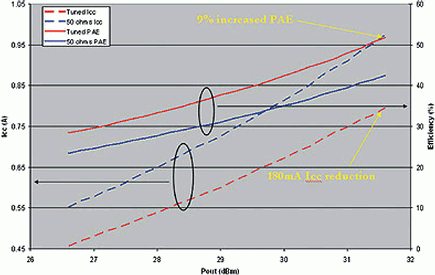 Tuned Icc
50 ohms Icc
Tuned PAE
50 ohms PAE
9% increased PAE
180mA Icc reduction
1.05
0.95
0.85
0.75
0.65
0.55
0.45
Icc (A)
60
50
40
30
20
10
0
Efficiency (%)
26
27
28
29
30
31
32
Pout (dBm)